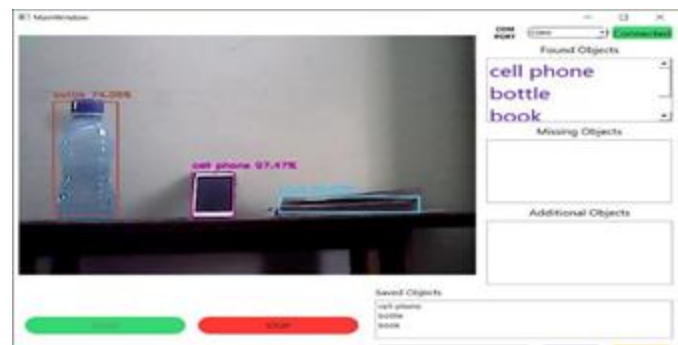 MainWindow
COM
PORT
Connected
Found Objects
cell phone
bottle
book
Missing Objects
bottle 74.06%
cell phone 97.47%
Additional Objects
Saved Objects
cell phone
bottle
book
STOP